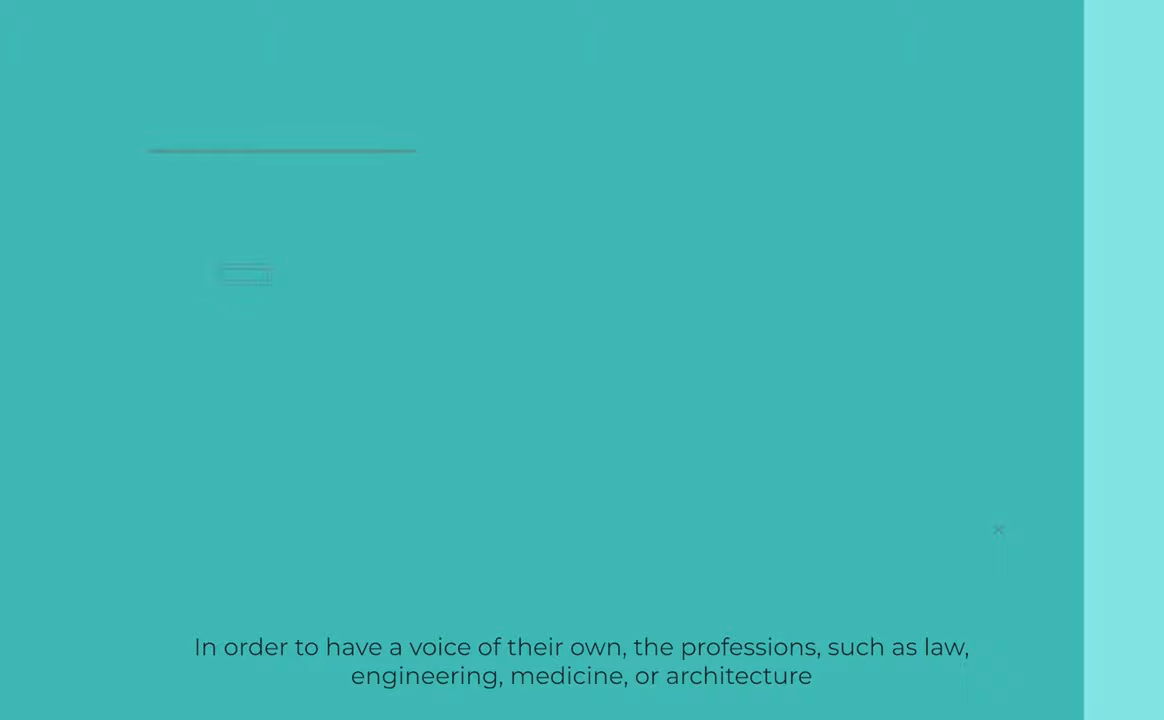 In order to have a voice of their own, the professions, such as law,
engineering, medicine, or architecture